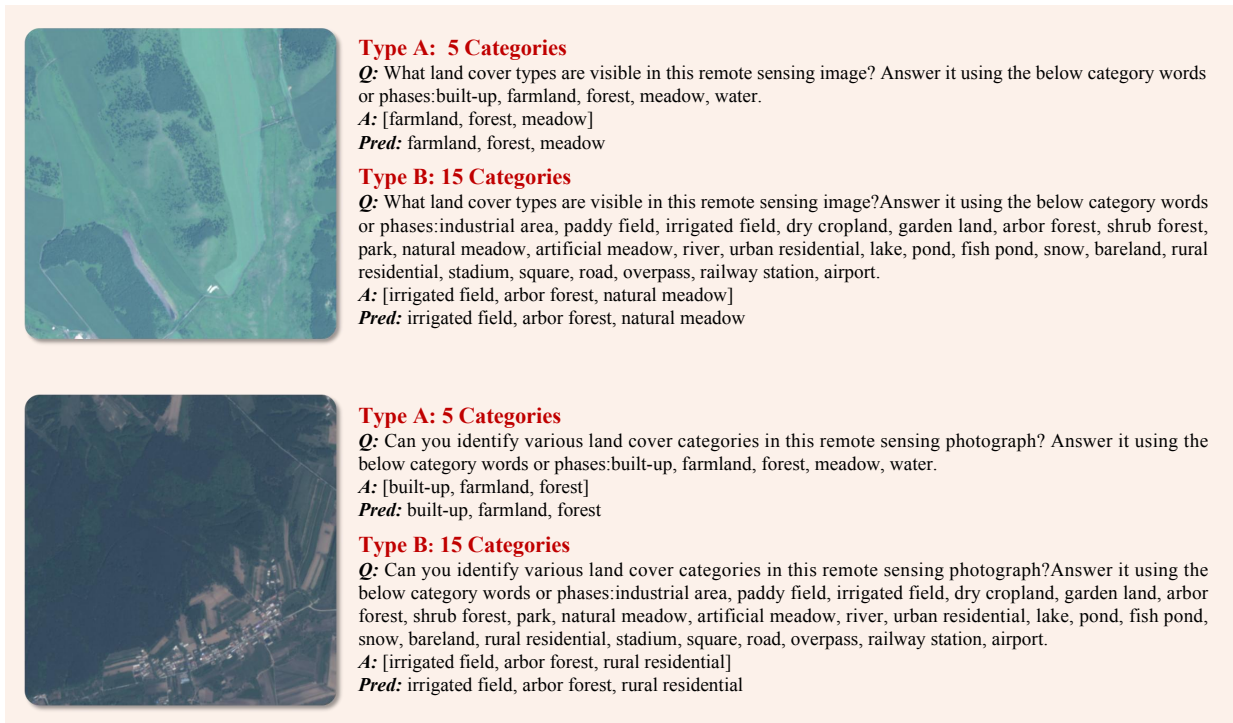 Type A: 5 Categories
Q: What land cover types are visible in this remote sensing image? Answer it using the below category words
or phases:built-up, farmland, forest, meadow, water.
A: [farmland, forest, meadow]
Pred: farmland, forest, meadow
Type B: 15 Categories
Q: What land cover types are visible in this remote sensing image?Answer it using the below category words
or phases:industrial area, paddy field, irrigated field, dry cropland, garden land, arbor forest, shrub forest,
park, natural meadow, artificial meadow, river, urban residential, lake, pond, fish pond, snow, bareland, rural
residential, stadium, square, road, overpass, railway station, airport.
A: [irrigated field, arbor forest, natural meadow]
Pred: irrigated field, arbor forest, natural meadow
Type A: 5 Categories
Q: Can you identify various land cover categories in this remote sensing photograph? Answer it using the
below category words or phases:built-up, farmland, forest, meadow, water.
A: [built-up, farmland, forest]
Pred: built-up, farmland, forest
Type B: 15 Categories
Q: Can you identify various land cover categories in this remote sensing photograph?Answer it using the
below category words or phases:industrial area, paddy field, irrigated field, dry cropland, garden land, arbor
forest, shrub forest, park, natural meadow, artificial meadow, river, urban residential, lake, pond, fish pond,
snow, bareland, rural residential, stadium, square, road, overpass, railway station, airport.
A: [irrigated field, arbor forest, rural residential]
Pred: irrigated field, arbor forest, rural residential